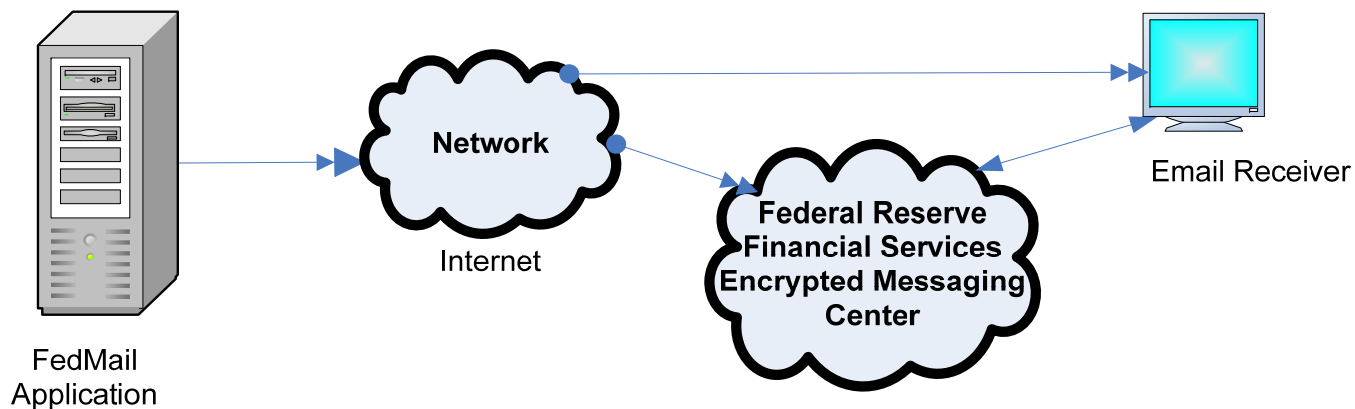 Network
Internet
Email Receiver
Federal Reserve
Financial Services
Encrypted Messaging
Center
FedMail
Application